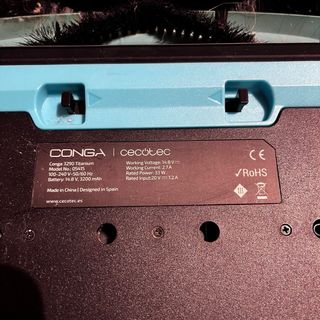 CONGA | cecotec
Conga 3290 Titanium
Model No.: 05415
100-240 V~50/60 Hz
Battery: 14.8 V, 3200 mAh
Made in China | Designed in Spain
www.cecotec.es
Working Voltage: 14.8 V ⎓
Working Current: 2.7 A
Rated Power: 33 W
Rated Input: 20 V ⎓ 1.2 A
CE
✓RoHS